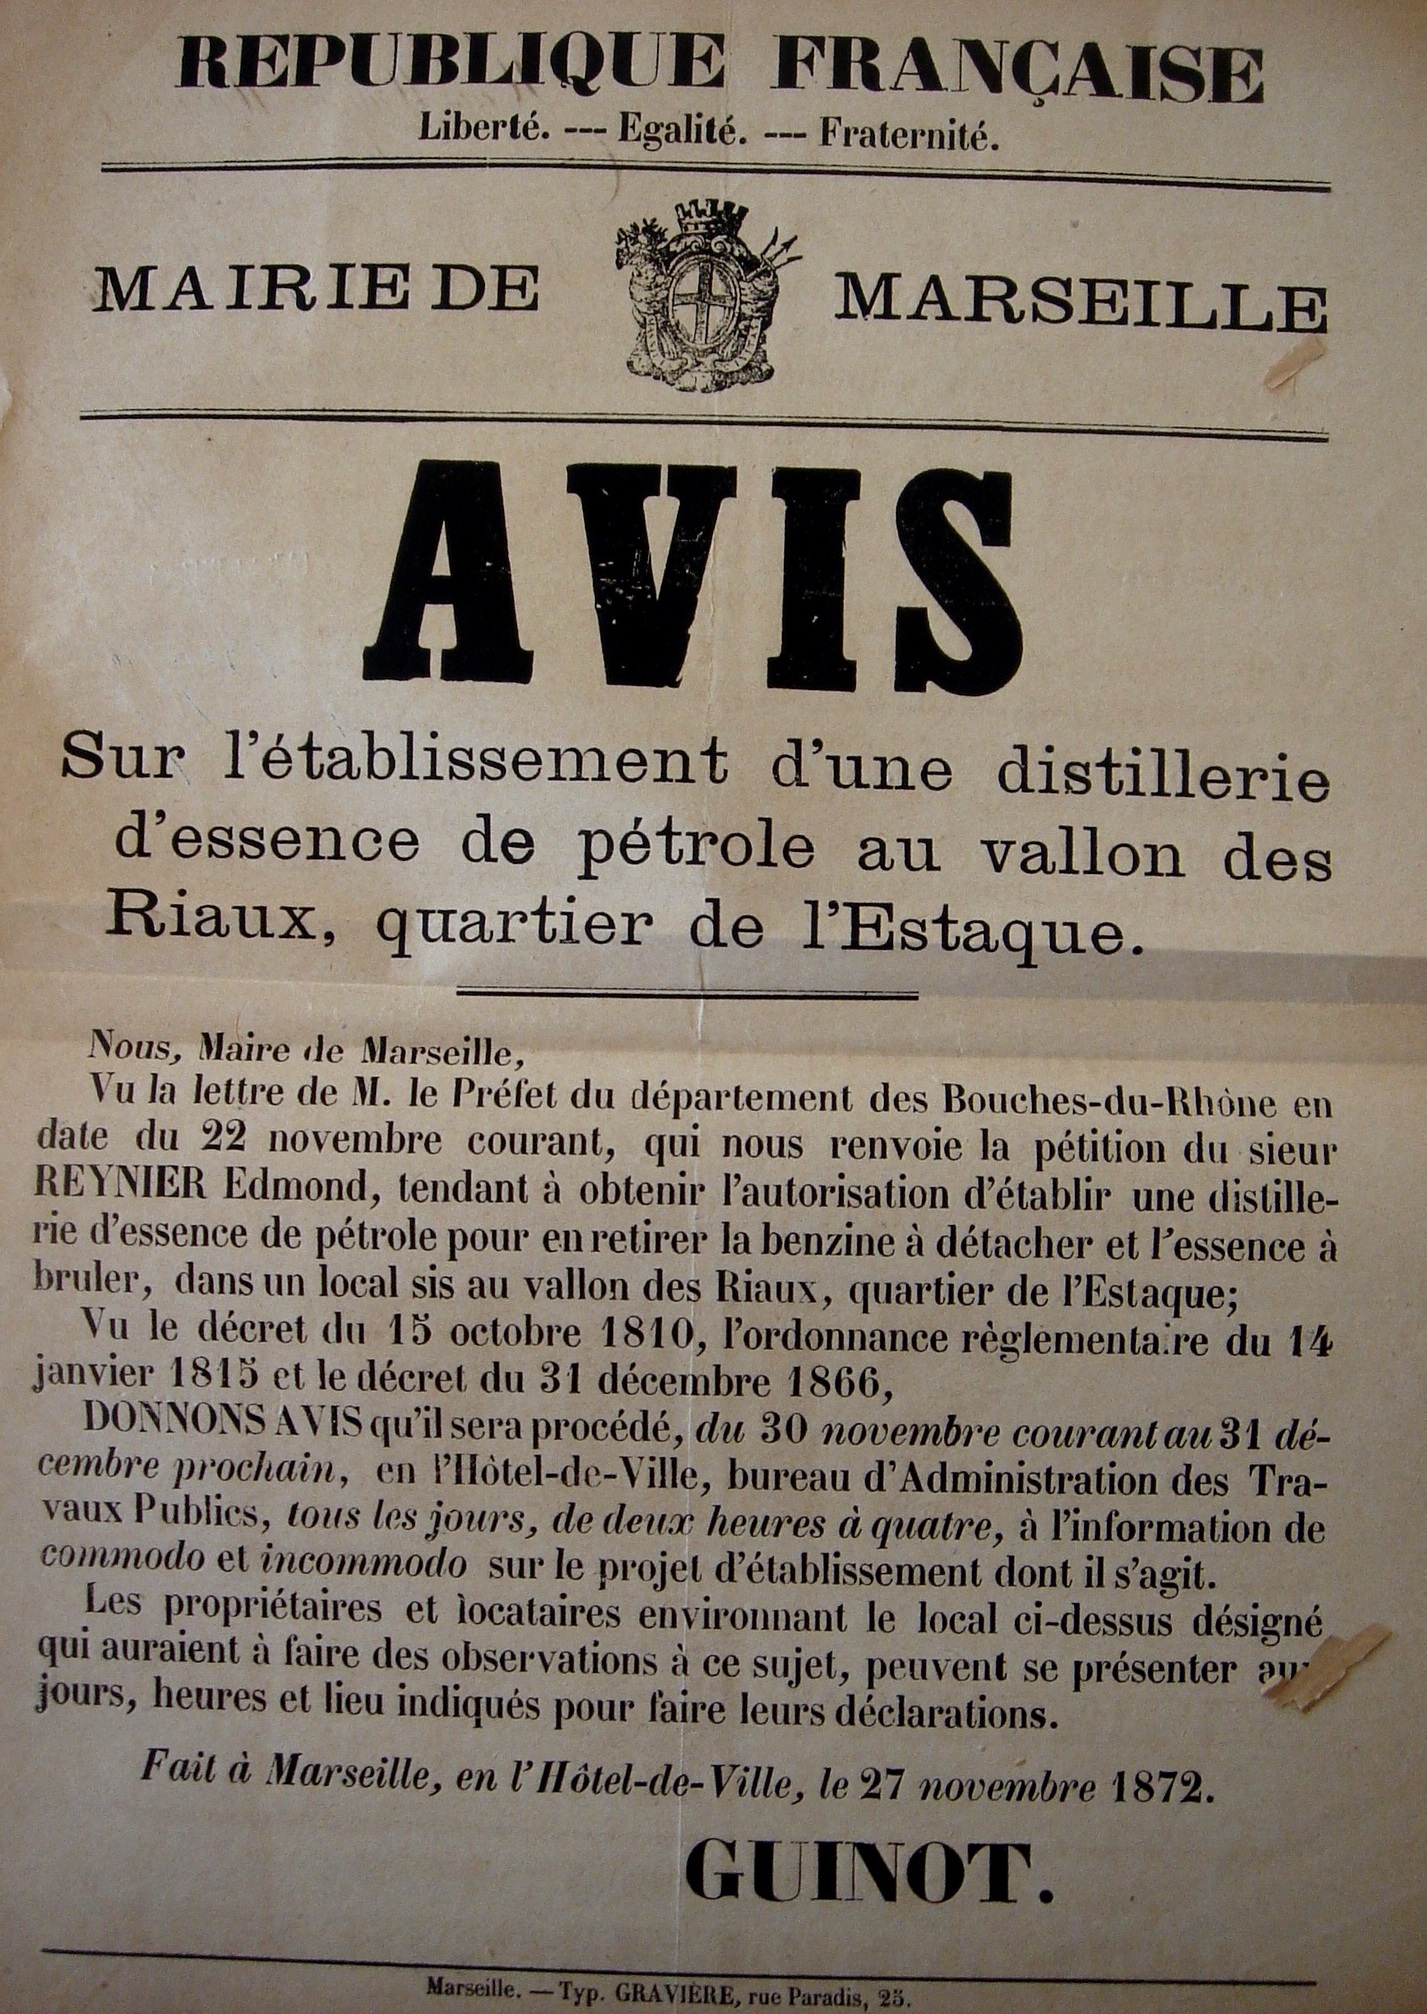 REPUBLIQUE FRANÇAISE
Liberté. --- Egalité. --- Fraternité.
MAIRIE DE MARSEILLE
AVIS
Sur l'établissement d'une distillerie
d'essence de pétrole au vallon des
Riaux, quartier de l'Estaque.
Nous, Maire de Marseille,
Vu la lettre de M. le Préfet du département des Bouches-du-Rhône en
date du 22 novembre courant, qui nous renvoie la pétition du sieur
REYNIER Edmond, tendant à obtenir l'autorisation d'établir une distille-
rie d'essence de pétrole pour en retirer la benzine à détacher et l'essence à
bruler, dans un local sis au vallon des Riaux, quartier de l'Estaque;
Vu le décret du 15 octobre 1810, l'ordonnance règlementaire du 14
janvier 1815 et le décret du 31 décembre 1866,
DONNONS AVIS qu'il sera procédé, du 30 novembre courant au 31 dé-
cembre prochain, en l'Hôtel-de-Ville, bureau d'Administration des Tra-
vaux Publics, tous les jours, de deux heures à quatre, à l'information de
commodo et incommodo sur le projet d'établissement dont il s'agit.
Les propriétaires et locataires environnant le local ci-dessus désigné
qui auraient à faire des observations à ce sujet, peuvent se présenter aux
jours, heures et lieu indiqués pour faire leurs déclarations.
Fait à Marseille, en l'Hôtel-de-Ville, le 27 novembre 1872.
GUINOT.
Marseille. — Typ. GRAVIÈRE, rue Paradis, 25.